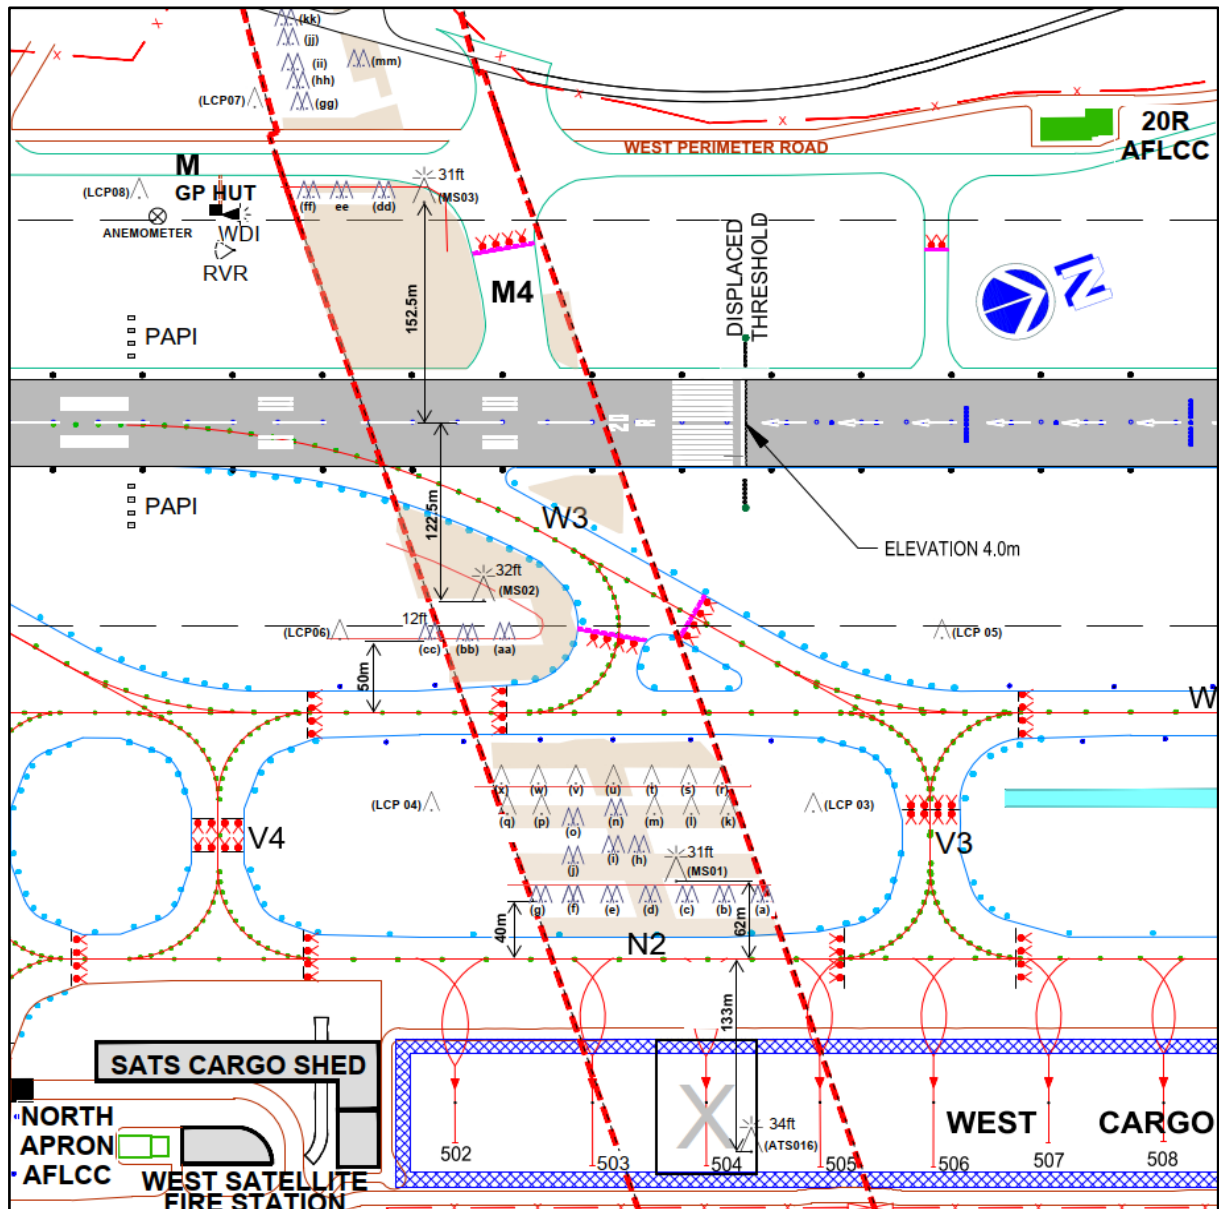 (kk)
(jj)
(ii)
(mm)
(hh)
(LCP07)
(gg)
20R
AFLCC
WEST PERIMETER ROAD
M
31ft
(LCP08)
GP HUT
(MS03)
(ff)
ee
(dd)
ANEMOMETER
WDI
RVR
DISPLACED
THRESHOLD
N
M4
152.5m
PAPI
20
R
122.5m
PAPI
W3
ELEVATION 4.0m
32ft
(MS02)
12ft
(LCP06)
(cc)
(bb)
(aa)
(LCP 05)
50m
W
(x)
(w)
(v)
(u)
(t)
(s)
(r)
(LCP 04)
(LCP 03)
(q)
(p)
(o)
(n)
(m)
(l)
(k)
V4
V3
(i)
(h)
(j)
31ft
(MS01)
(g)
(f)
(e)
(d)
(c)
(b)
(a)
40m
62m
N2
133m
SATS CARGO SHED
X
NORTH
APRON
AFLCC
WEST SATELLITE
FIRE STATION
34ft
(ATS016)
WEST CARGO
502
503
504
505
506
507
508